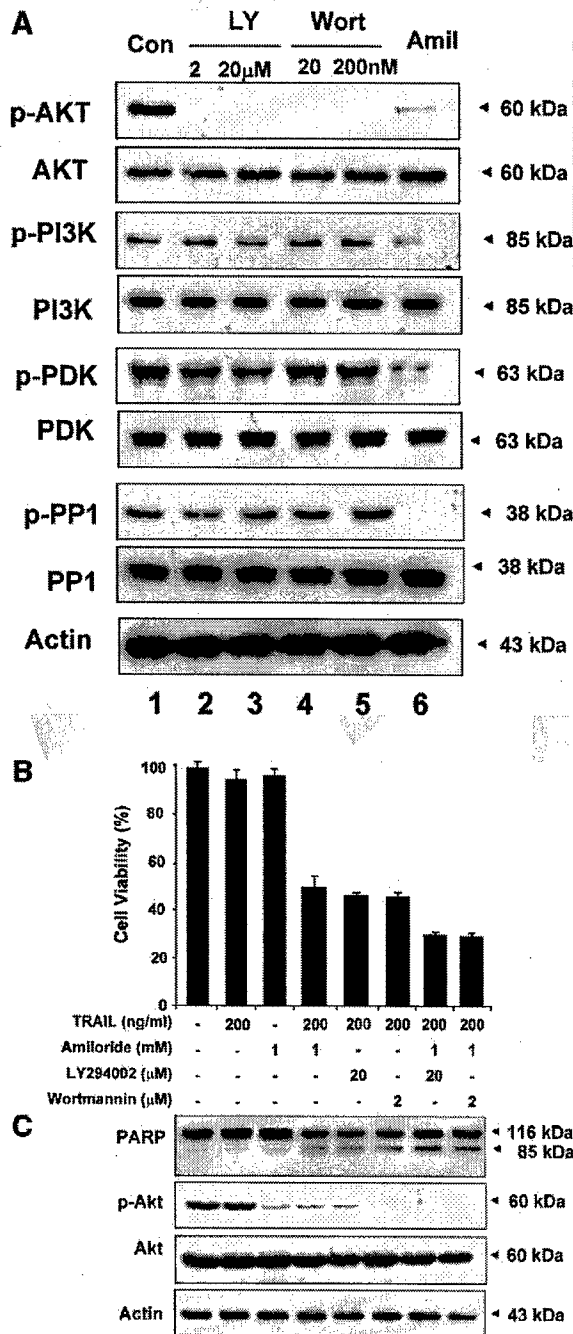 A
Con LY Wort Amil
2 20µM 20 200nM
p-AKT 60 kDa
AKT 60 kDa
p-PI3K 85 kDa
PI3K 85 kDa
p-PDK 63 kDa
PDK 63 kDa
p-PP1 38 kDa
PP1 38 kDa
Actin 43 kDa
1 2 3 4 5 6
B
Cell Viability (%)
100
80
60
40
20
0
TRAIL (ng/ml) - 200 - 200 200 200 200 200
Amiloride (mM) - - 1 1 - - 1 1
LY294002 (µM) - - - - 20 - 20 -
Wortmannin (µM) - - - - - 2 - 2
C
PARP 116 kDa
85 kDa
p-Akt 60 kDa
Akt 60 kDa
Actin 43 kDa